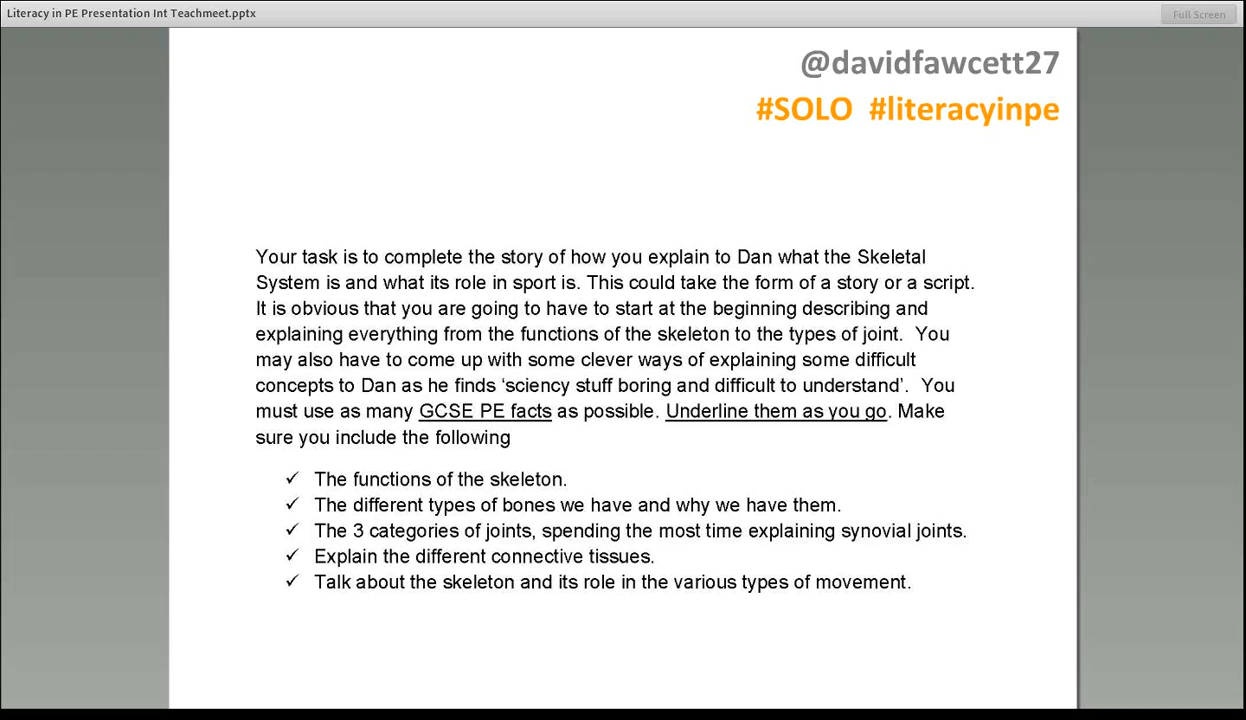 Literacy in PE Presentation Int Teachmeet.pptx
Full Screen
@davidfawcett27
#SOLO #literacyinpe
Your task is to complete the story of how you explain to Dan what the Skeletal
System is and what its role in sport is. This could take the form of a story or a script.
It is obvious that you are going to have to start at the beginning describing and
explaining everything from the functions of the skeleton to the types of joint. You
may also have to come up with some clever ways of explaining some difficult
concepts to Dan as he finds ‘sciency stuff boring and difficult to understand’. You
must use as many GCSE PE facts as possible. Underline them as you go. Make
sure you include the following
✓ The functions of the skeleton.
✓ The different types of bones we have and why we have them.
✓ The 3 categories of joints, spending the most time explaining synovial joints.
✓ Explain the different connective tissues.
✓ Talk about the skeleton and its role in the various types of movement.